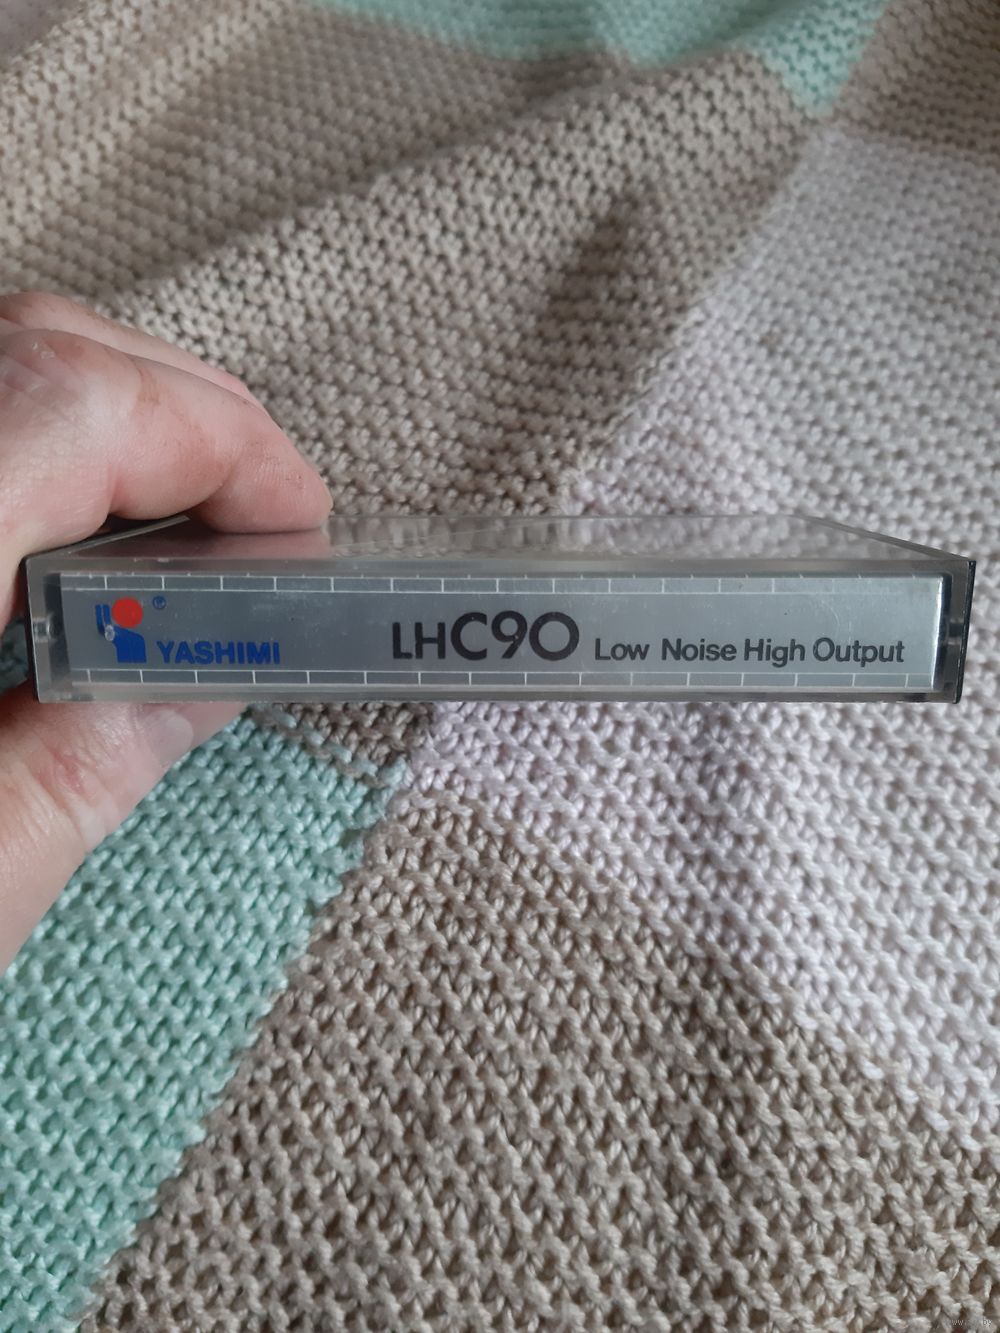 ® YASHIMI LHC90 Low Noise High Output